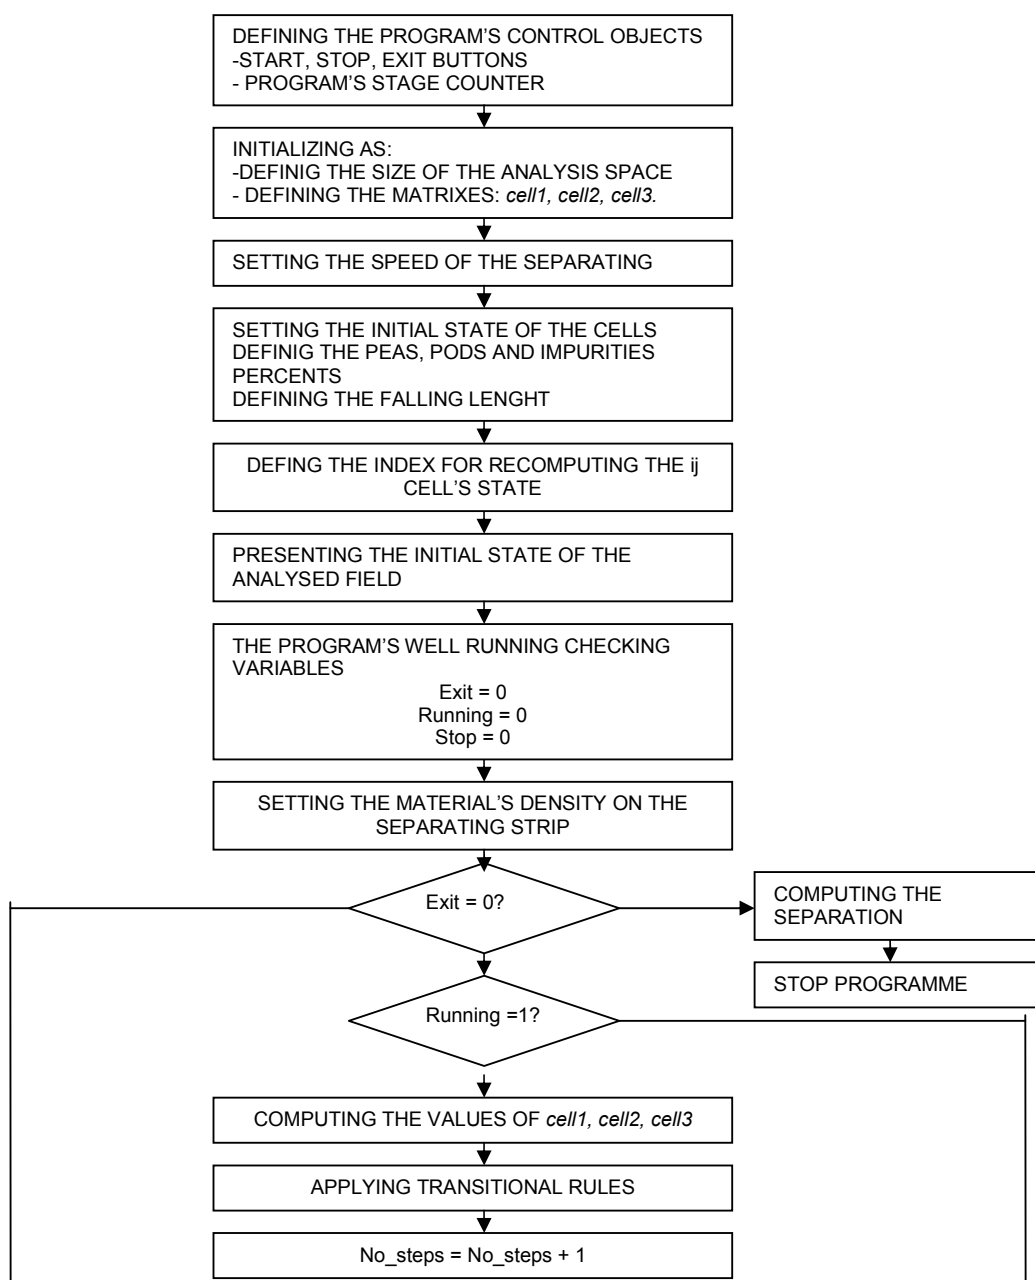 DEFINING THE PROGRAM'S CONTROL OBJECTS
-START, STOP, EXIT BUTTONS
- PROGRAM'S STAGE COUNTER
INITIALIZING AS:
-DEFINIG THE SIZE OF THE ANALYSIS SPACE
- DEFINING THE MATRIXES: cell1, cell2, cell3.
SETTING THE SPEED OF THE SEPARATING
SETTING THE INITIAL STATE OF THE CELLS
DEFINIG THE PEAS, PODS AND IMPURITIES
PERCENTS
DEFINING THE FALLING LENGHT
DEFING THE INDEX FOR RECOMPUTING THE ij
CELL'S STATE
PRESENTING THE INITIAL STATE OF THE
ANALYSED FIELD
THE PROGRAM'S WELL RUNNING CHECKING
VARIABLES
Exit = 0
Running = 0
Stop = 0
SETTING THE MATERIAL'S DENSITY ON THE
SEPARATING STRIP
Exit = 0?
COMPUTING THE
SEPARATION
STOP PROGRAMME
Running =1?
COMPUTING THE VALUES OF cell1, cell2, cell3
APPLYING TRANSITIONAL RULES
No_steps = No_steps + 1